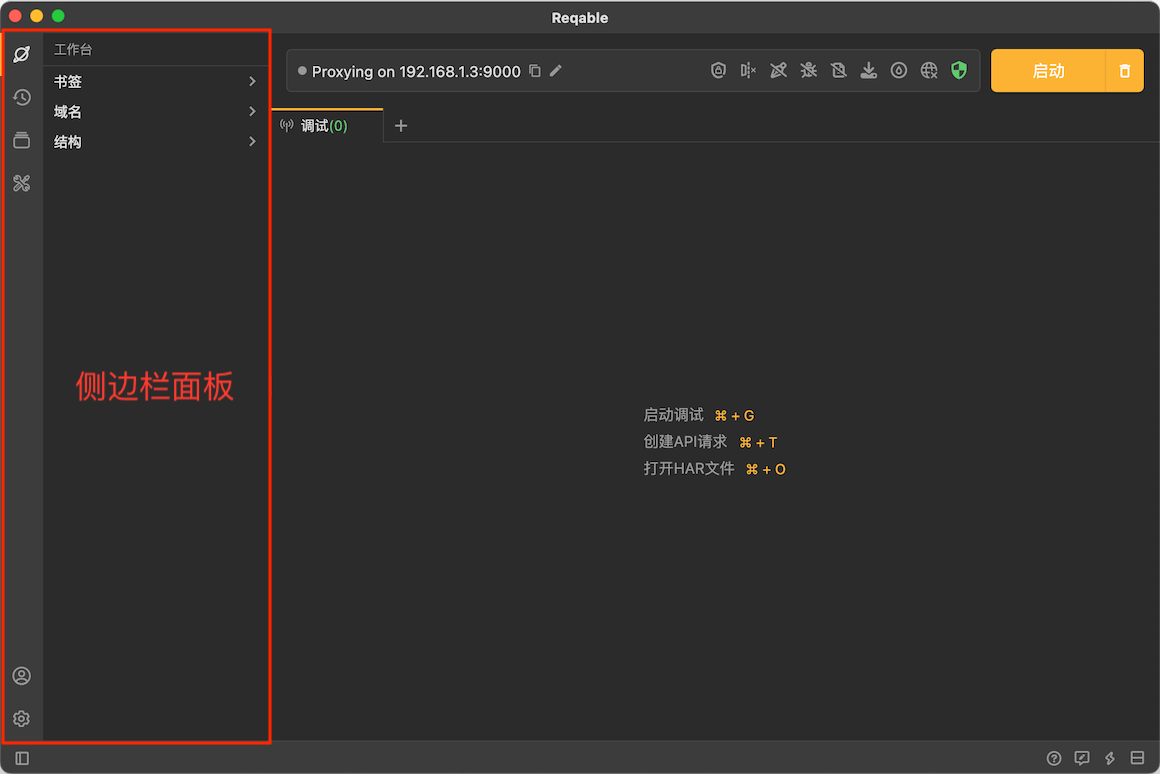 Reqable
工作台
书签
域名
结构
Proxying on 192.168.1.3:9000
启动
调试(0)
侧边栏面板
启动调试 ⌘ + G
创建API请求 ⌘ + T
打开HAR文件 ⌘ + O